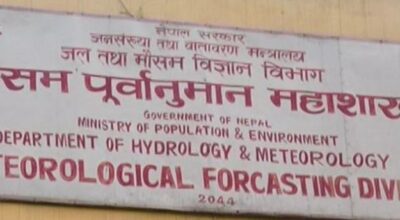 नेपाल सरकार
जनसंख्या तथा वातावरण मन्त्रालय
जल तथा मौसम विज्ञान विभाग
सम पूर्वानुमान महाशा
GOVERNMENT OF NEPAL
MINISTRY OF POPULATION & ENVIRONMENT
DEPARTMENT OF HYDROLOGY & METEOROLOGY
TEOROLOGICAL FORCASTING DIV
2044